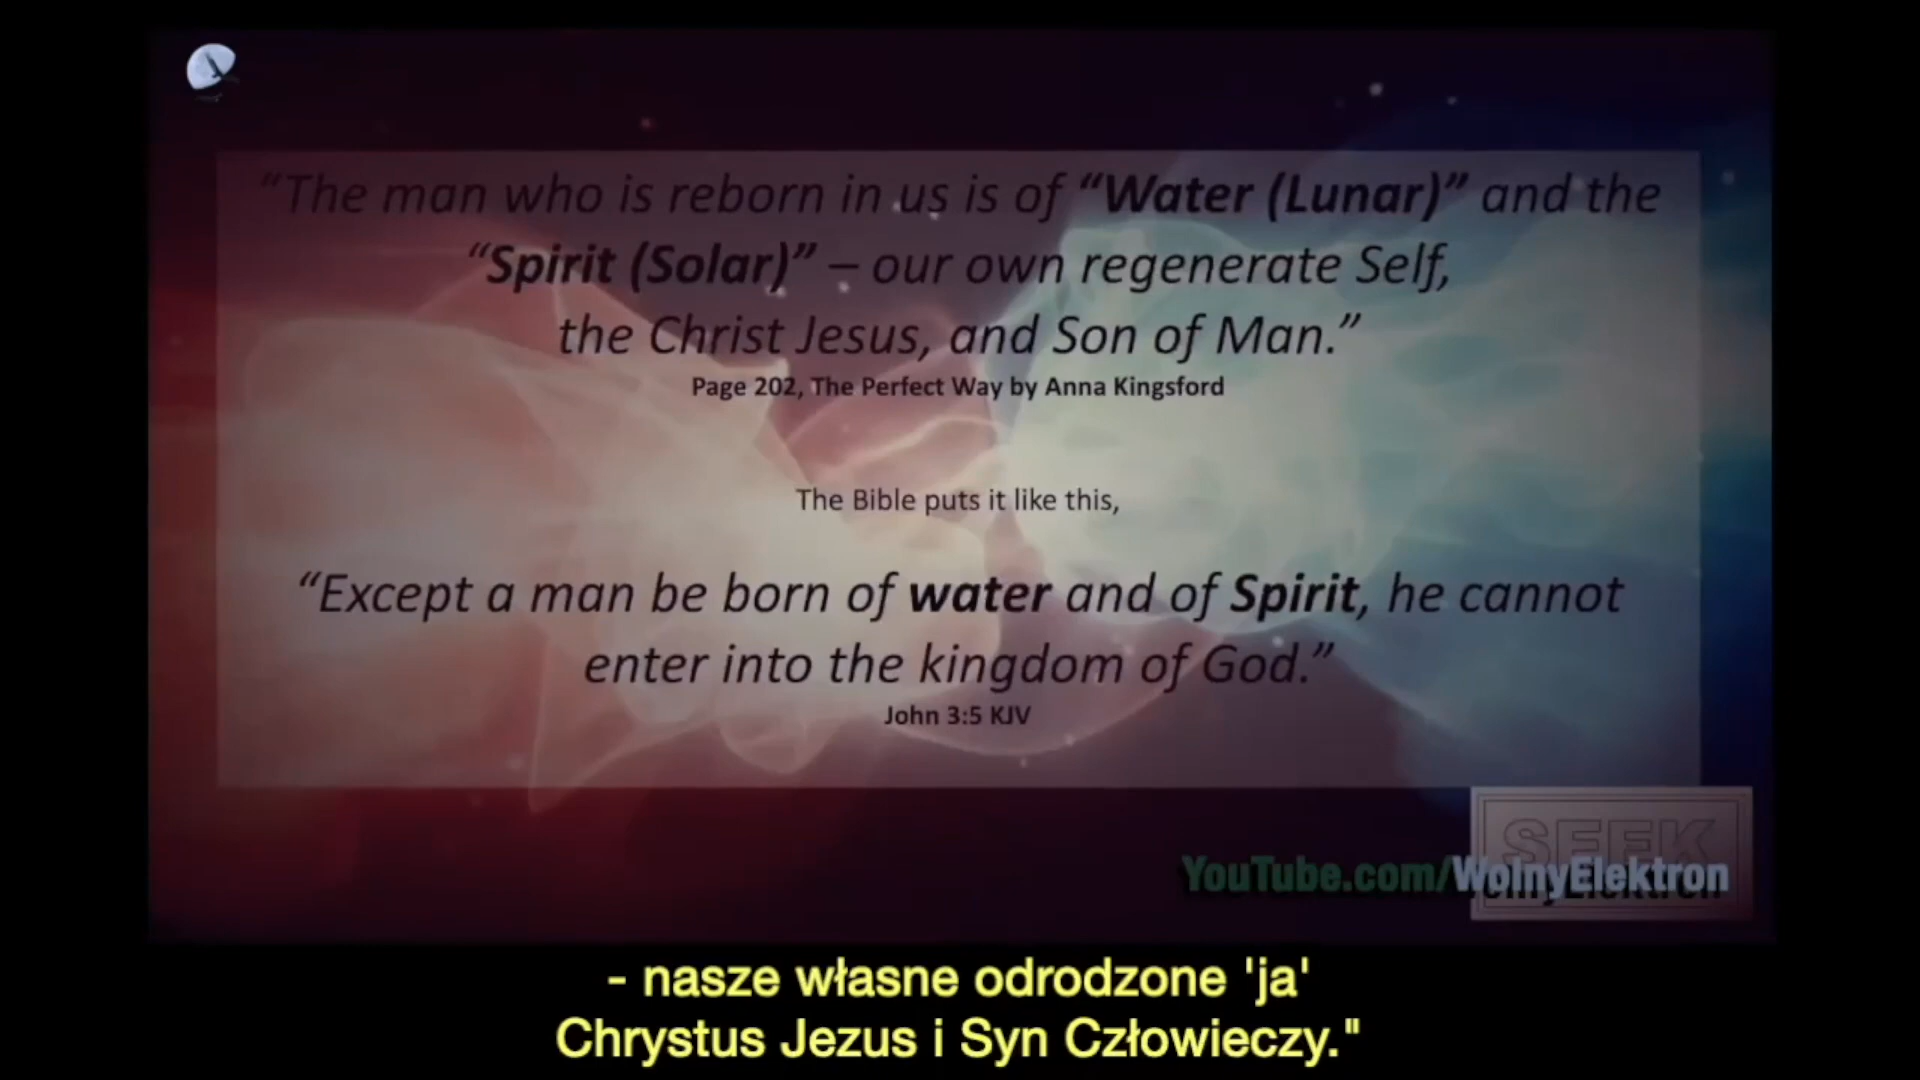 “The man who is reborn in us is of “Water (Lunar)” and the
“Spirit (Solar)” – our own regenerate Self,
the Christ Jesus, and Son of Man.”
Page 202, The Perfect Way by Anna Kingsford
The Bible puts it like this,
“Except a man be born of water and of Spirit, he cannot
enter into the kingdom of God.”
John 3:5 KJV
SEEK
YouTube.com/WolnyElektron
- nasze własne odrodzone 'ja'
Chrystus Jezus i Syn Człowieczy."